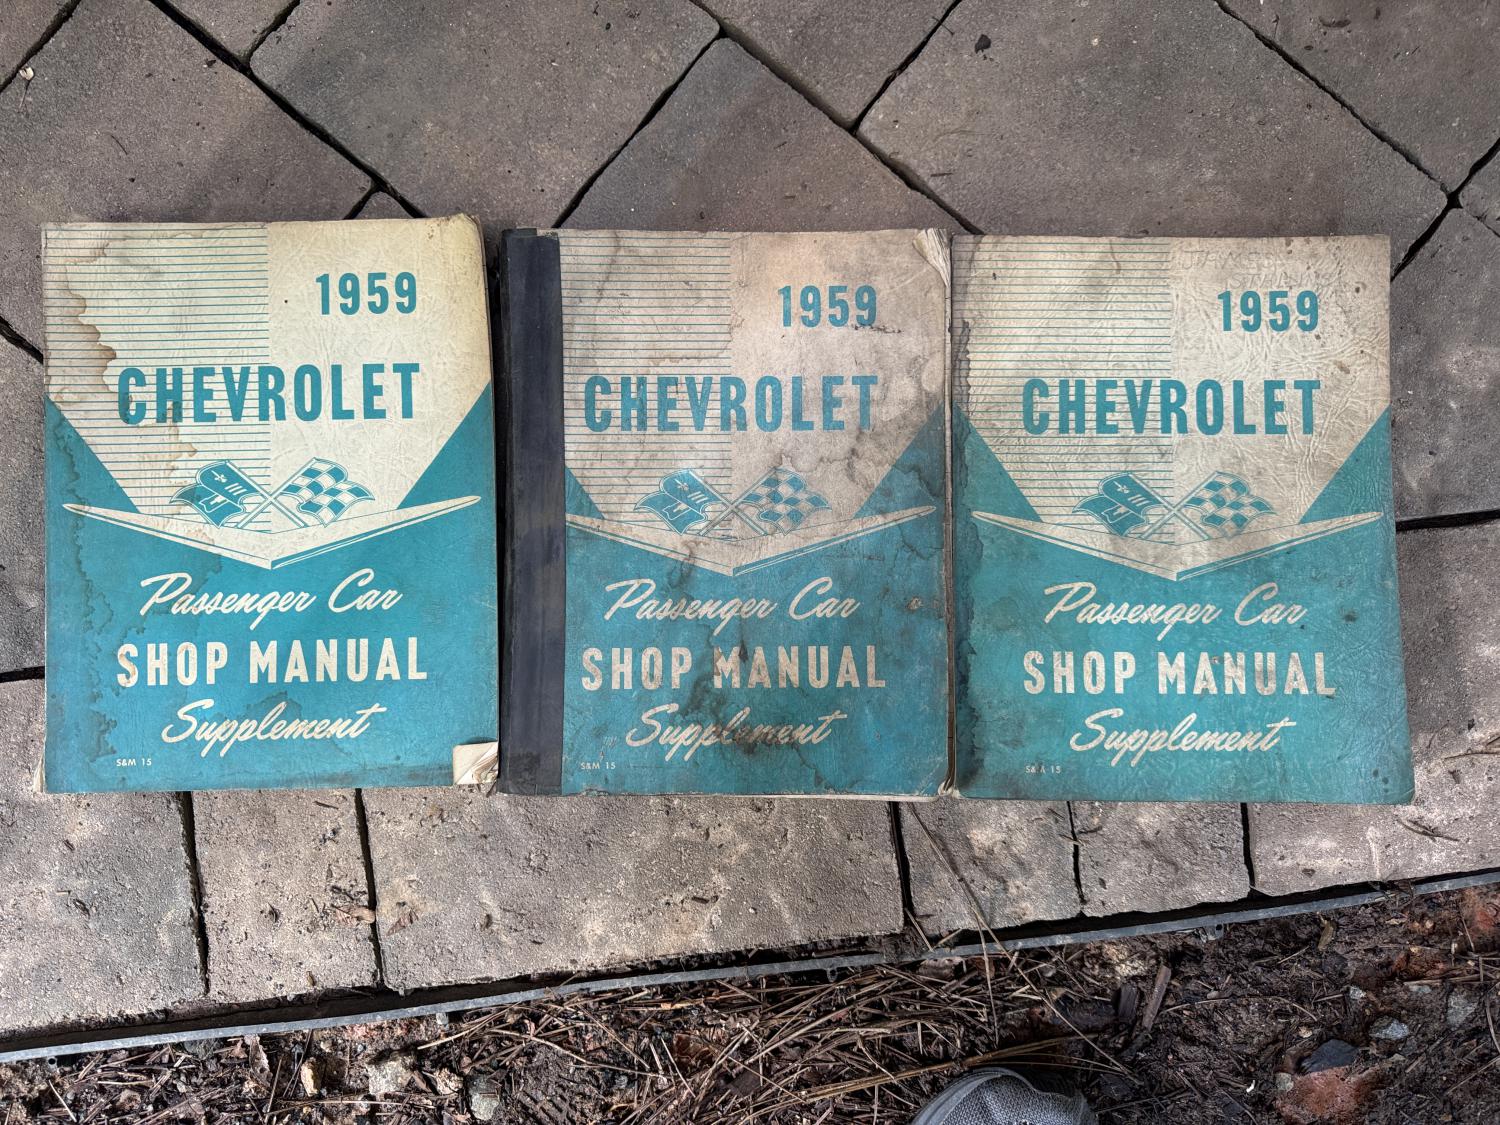 1959
CHEVROLET
Passenger Car
SHOP MANUAL
Supplement
S&M 15
1959
CHEVROLET
Passenger Car
SHOP MANUAL
Supplement
S&M 15
1959
CHEVROLET
Passenger Car
SHOP MANUAL
Supplement
15